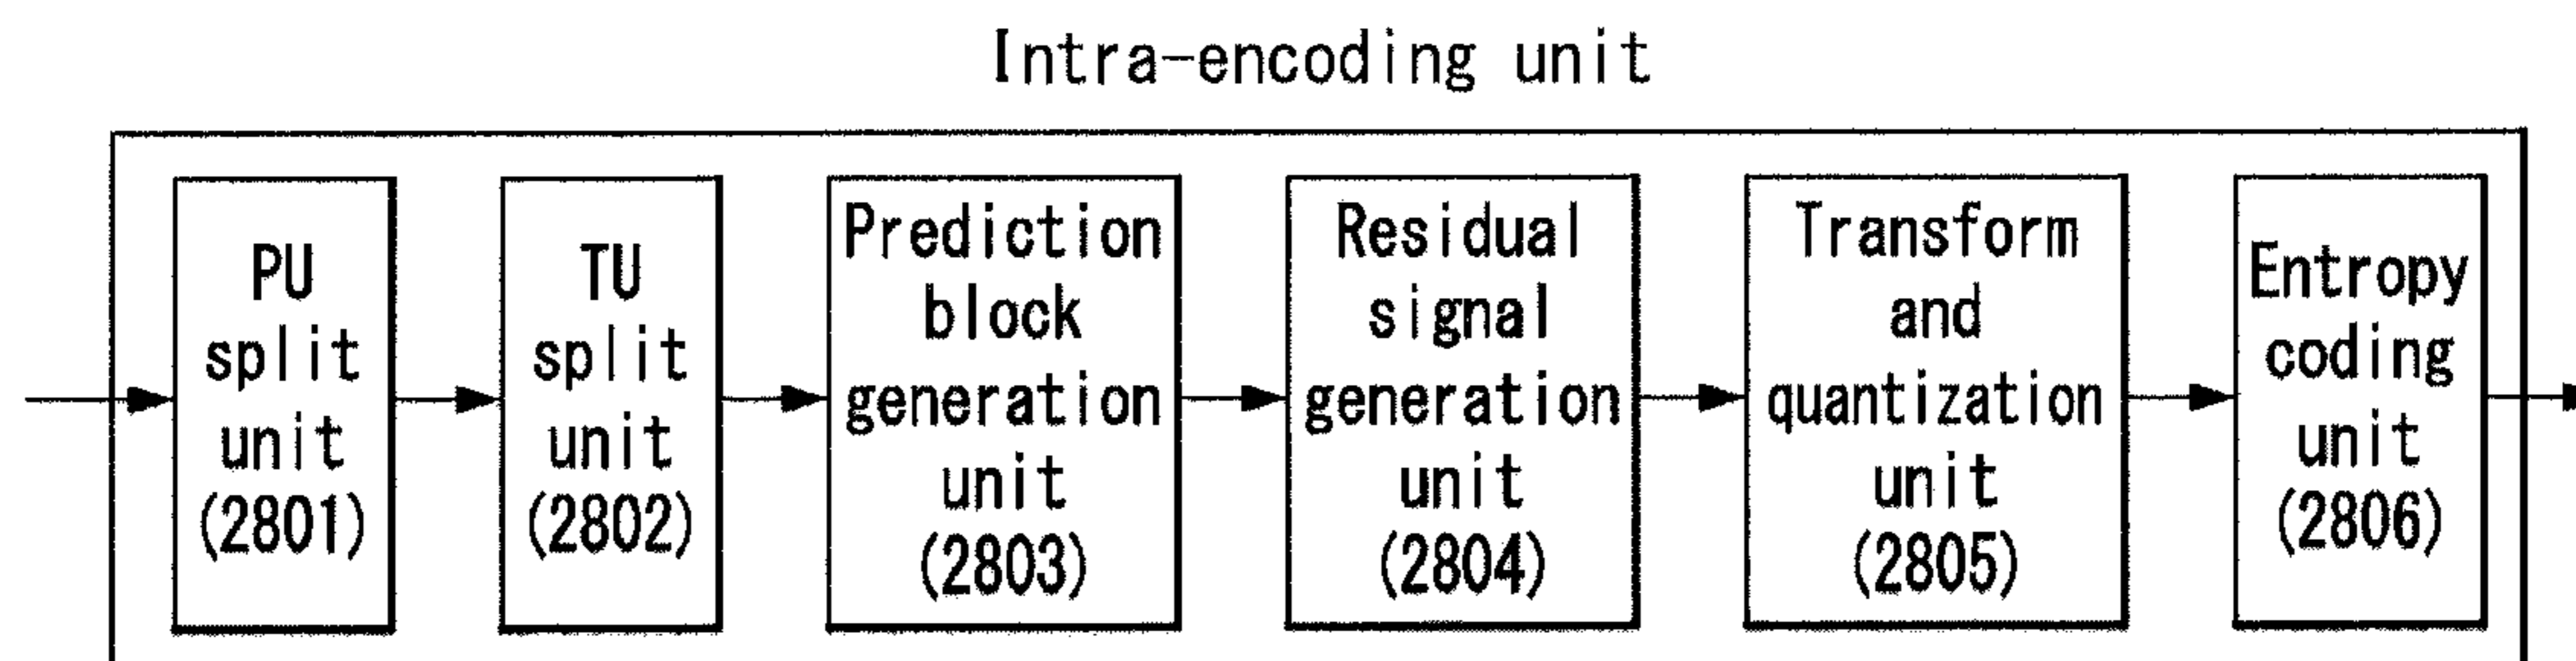 Intra-encoding unit
PU
split
unit
(2801)
TU
split
unit
(2802)
Prediction
block
generation
unit
(2803)
Residual
signal
generation
unit
(2804)
Transform
and
quantization
unit
(2805)
Entropy
coding
unit
(2806)